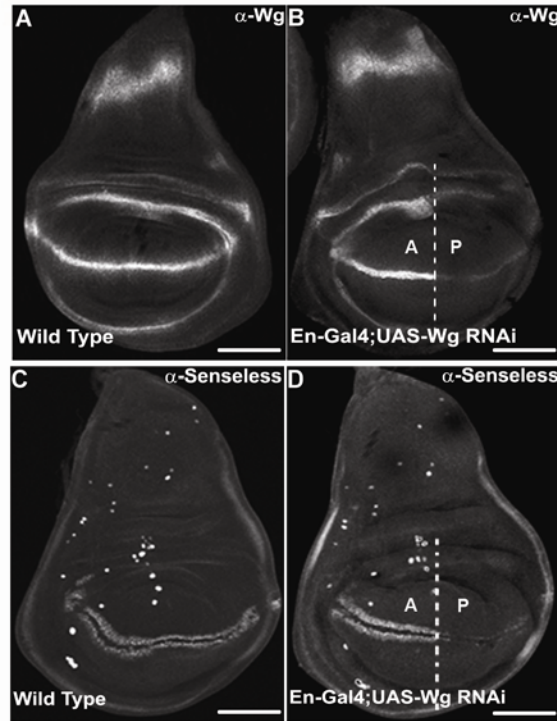 A α-Wg
B α-Wg
A P
Wild Type
En-Gal4;UAS-Wg RNAi
C α-Senseless
D α-Senseless
A P
Wild Type
En-Gal4;UAS-Wg RNAi